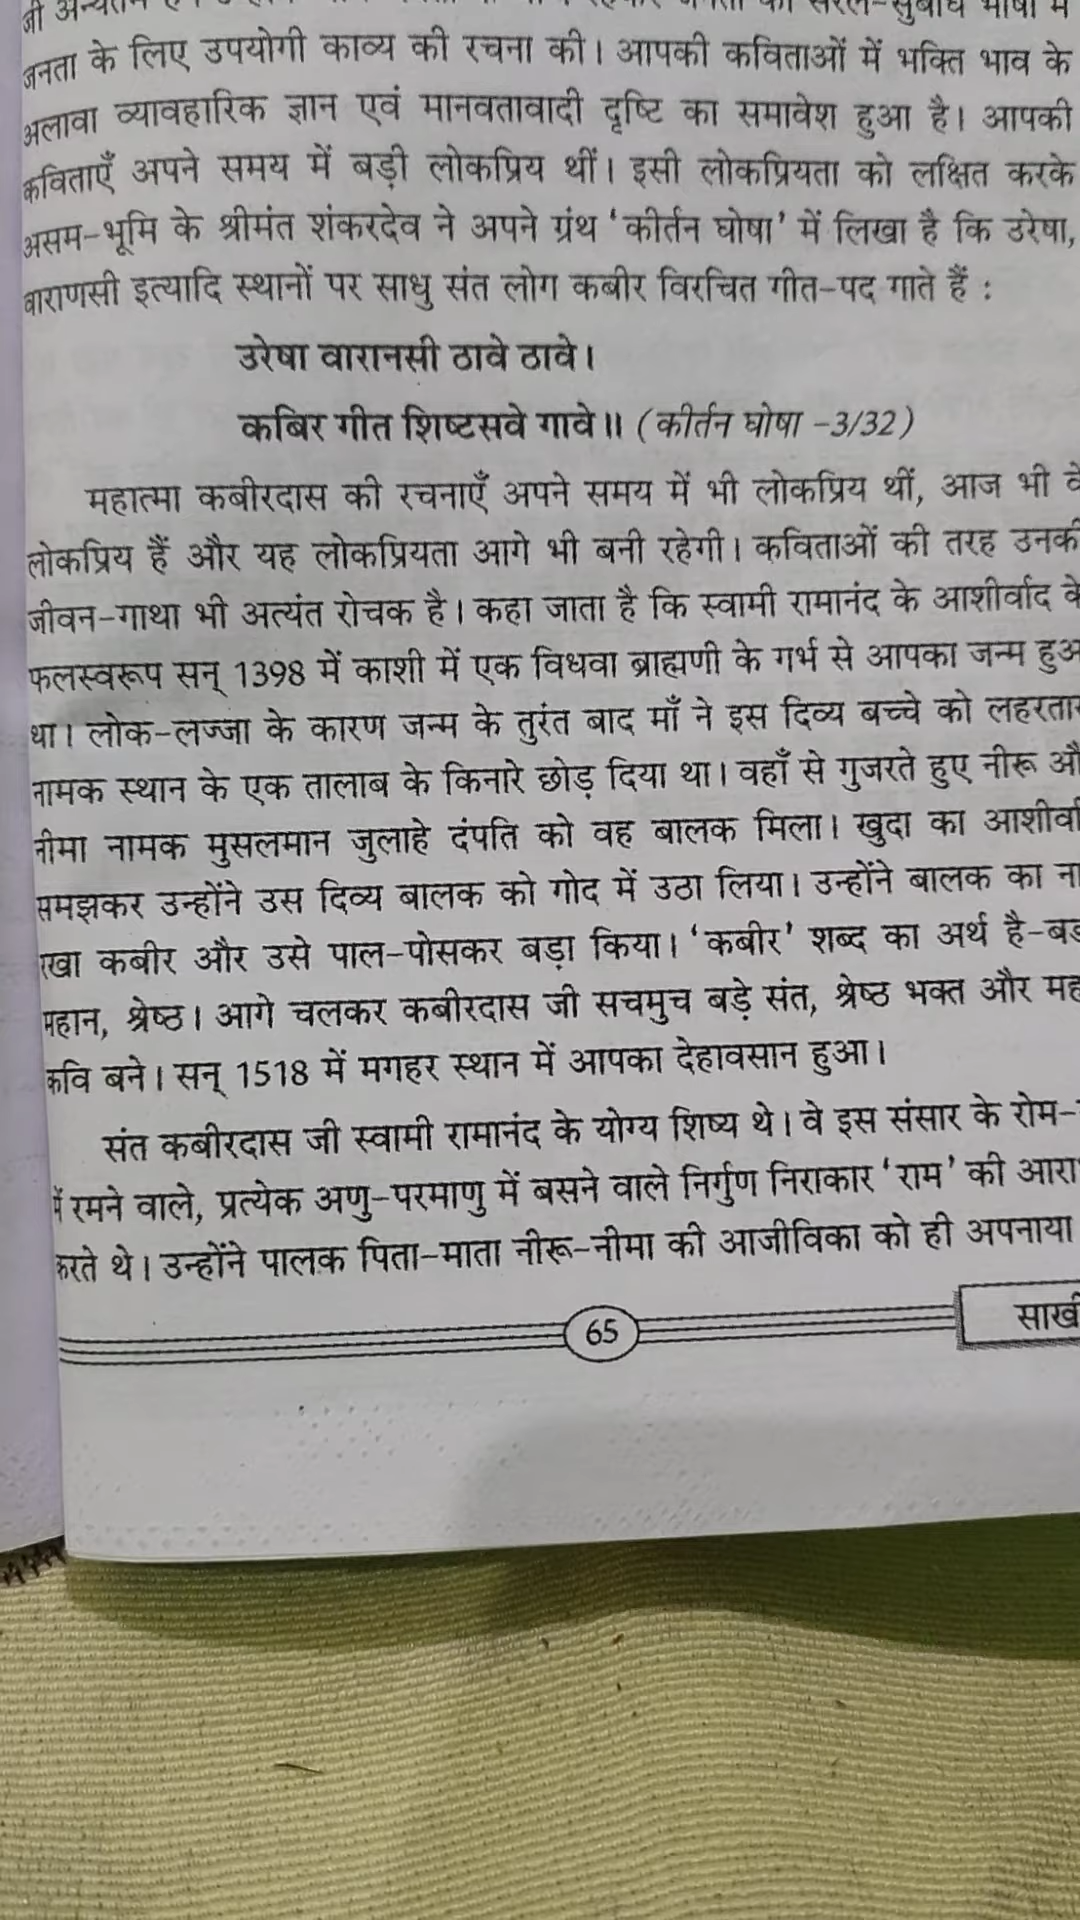 जनता के लिए उपयोगी काव्य की रचना की। आपकी कविताओं में भक्ति भाव के
अलावा व्यावहारिक ज्ञान एवं मानवतावादी दृष्टि का समावेश हुआ है। आपकी
कविताएँ अपने समय में बड़ी लोकप्रिय थीं। इसी लोकप्रियता को लक्षित करके
असम-भूमि के श्रीमंत शंकरदेव ने अपने ग्रंथ ‘कीर्तन घोषा’ में लिखा है कि उरेषा,
वाराणसी इत्यादि स्थानों पर साधु संत लोग कबीर विरचित गीत-पद गाते हैं :
उरेषा वारानसी ठावे ठावे।
कबिर गीत शिष्टसवे गावे॥ (कीर्तन घोषा -3/32)
महात्मा कबीरदास की रचनाएँ अपने समय में भी लोकप्रिय थीं, आज भी वे
लोकप्रिय हैं और यह लोकप्रियता आगे भी बनी रहेगी। कविताओं की तरह उनकी
जीवन-गाथा भी अत्यंत रोचक है। कहा जाता है कि स्वामी रामानंद के आशीर्वाद के
फलस्वरूप सन् 1398 में काशी में एक विधवा ब्राह्मणी के गर्भ से आपका जन्म हुआ
था। लोक-लज्जा के कारण जन्म के तुरंत बाद माँ ने इस दिव्य बच्चे को
नामक स्थान के एक तालाब के किनारे छोड़ दिया था। वहाँ से गुजरते हुए नीरू
नीमा नामक मुसलमान जुलाहे दंपति को वह बालक मिला। खुदा का
समझकर उन्होंने उस दिव्य बालक को गोद में उठा लिया। उन्होंने बालक का
रखा कबीर और उसे पाल-पोसकर बड़ा किया। ‘कबीर’ शब्द का अर्थ है-
महान, श्रेष्ठ। आगे चलकर कबीरदास जी सचमुच बड़े संत, श्रेष्ठ भक्त और
कवि बने। सन् 1518 में मगहर स्थान में आपका देहावसान हुआ।
संत कबीरदास जी स्वामी रामानंद के योग्य शिष्य थे। वे इस संसार के रोम-
में रमने वाले, प्रत्येक अणु-परमाणु में बसने वाले निर्गुण निराकार ‘राम’ की
करते थे। उन्होंने पालक पिता-माता नीरू-नीमा की आजीविका को ही अपनाया
65